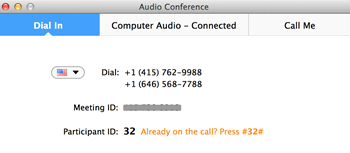 Audio Conference
Dial In
Computer Audio - Connected
Call Me
Dial: +1 (415) 762-9988
+1 (646) 568-7788
Meeting ID:
Participant ID: 32 Already on the call? Press #32#